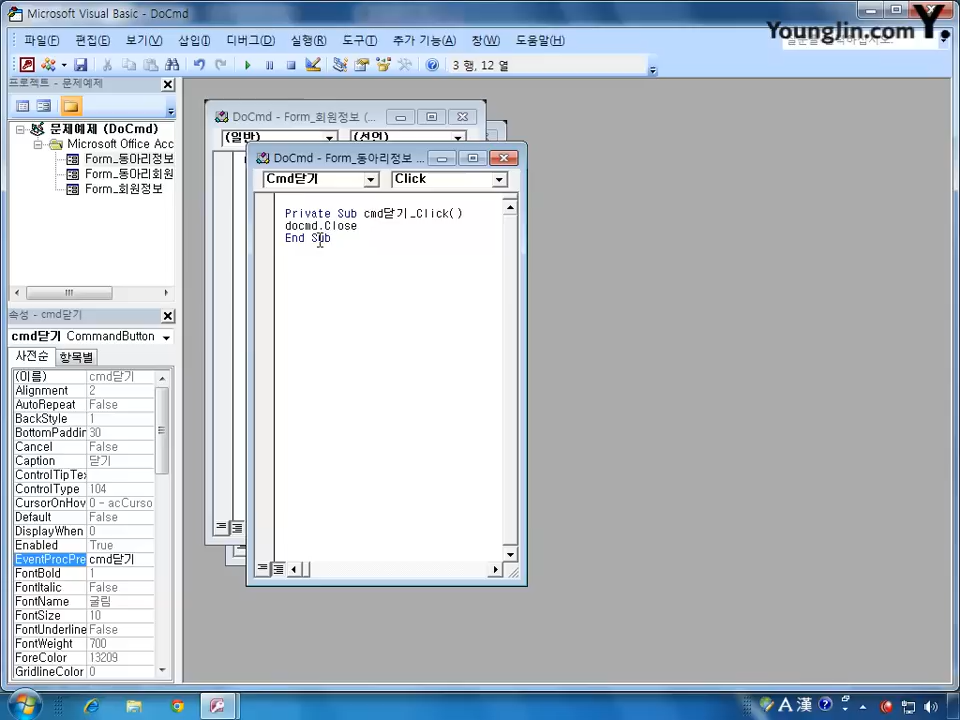 Microsoft Visual Basic - DoCmd
YoungJin.com Y.
파일(F) 편집(E) 보기(V) 삽입(I) 디버그(D) 실행(R) 도구(T) 추가 기능(A) 창(W) 도움말(H)
3 행, 12 열
프로젝트 - 문제예제
문제예제 (DoCmd)
Microsoft Office Acc
Form_동아리정보
Form_동아리회원
Form_회원정보
속성 - cmd닫기
cmd닫기 CommandButton
사전순 항목별
(이름) cmd닫기
Alignment 2
AutoRepeat False
BackStyle 1
BottomPaddin 30
Cancel False
Caption 닫기
ControlTipTex
ControlType 104
CursorOnHov 0 - acCurso
Default False
DisplayWhen 0
Enabled True
EventProcPre cmd닫기
FontBold 1
FontItalic False
FontName 굴림
FontSize 10
FontUnderline False
FontWeight 700
ForeColor 13209
GridlineColor 0
DoCmd - Form_회원정보 (...
(일반) (선언)
DoCmd - Form_동아리정보 ...
Cmd닫기 Click
Private Sub cmd닫기_Click()
docmd.Close
End Sub
A 漢